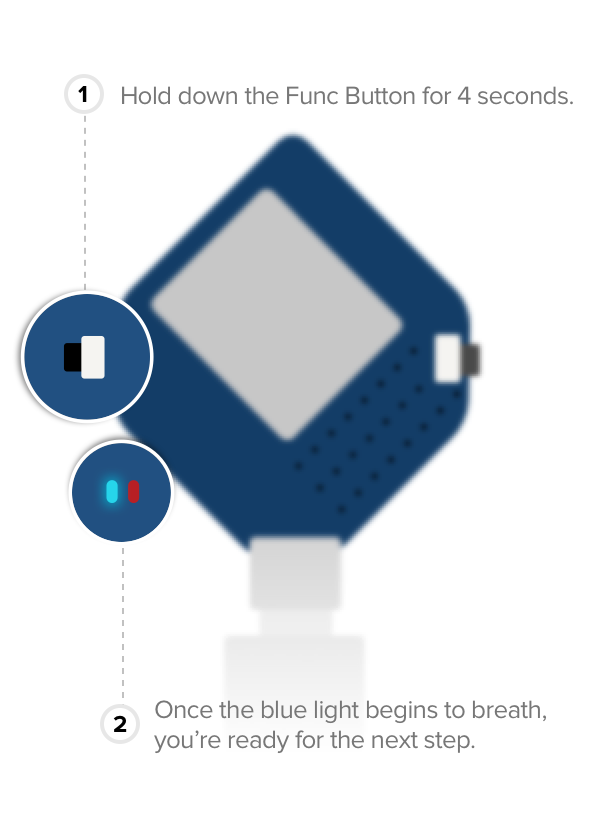 1
Hold down the Func Button for 4 seconds.
2
Once the blue light begins to breath,
you're ready for the next step.